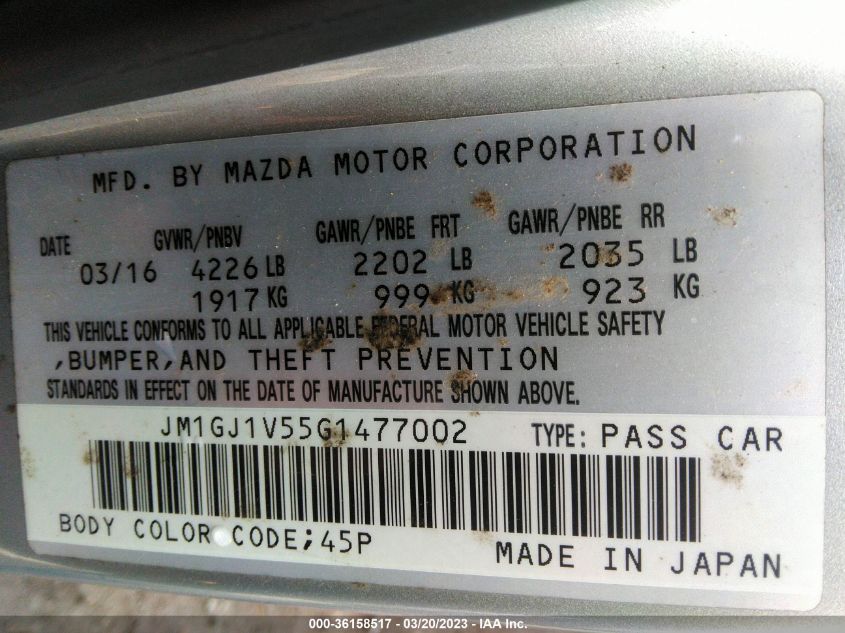 MFD. BY MAZDA MOTOR CORPORATION
DATE GVWR/PNBV GAWR/PNBE FRT GAWR/PNBE RR
03/16 4226 LB 2202 LB 2035 LB
1917 KG 999 KG 923 KG
THIS VEHICLE CONFORMS TO ALL APPLICABLE FEDERAL MOTOR VEHICLE SAFETY
,BUMPER,AND THEFT PREVENTION
STANDARDS IN EFFECT ON THE DATE OF MANUFACTURE SHOWN ABOVE.
JM1GJ1V55G1477002 TYPE: PASS CAR
BODY COLOR CODE;45P
MADE IN JAPAN
000-36158517 - 03/20/2023 - IAA Inc.